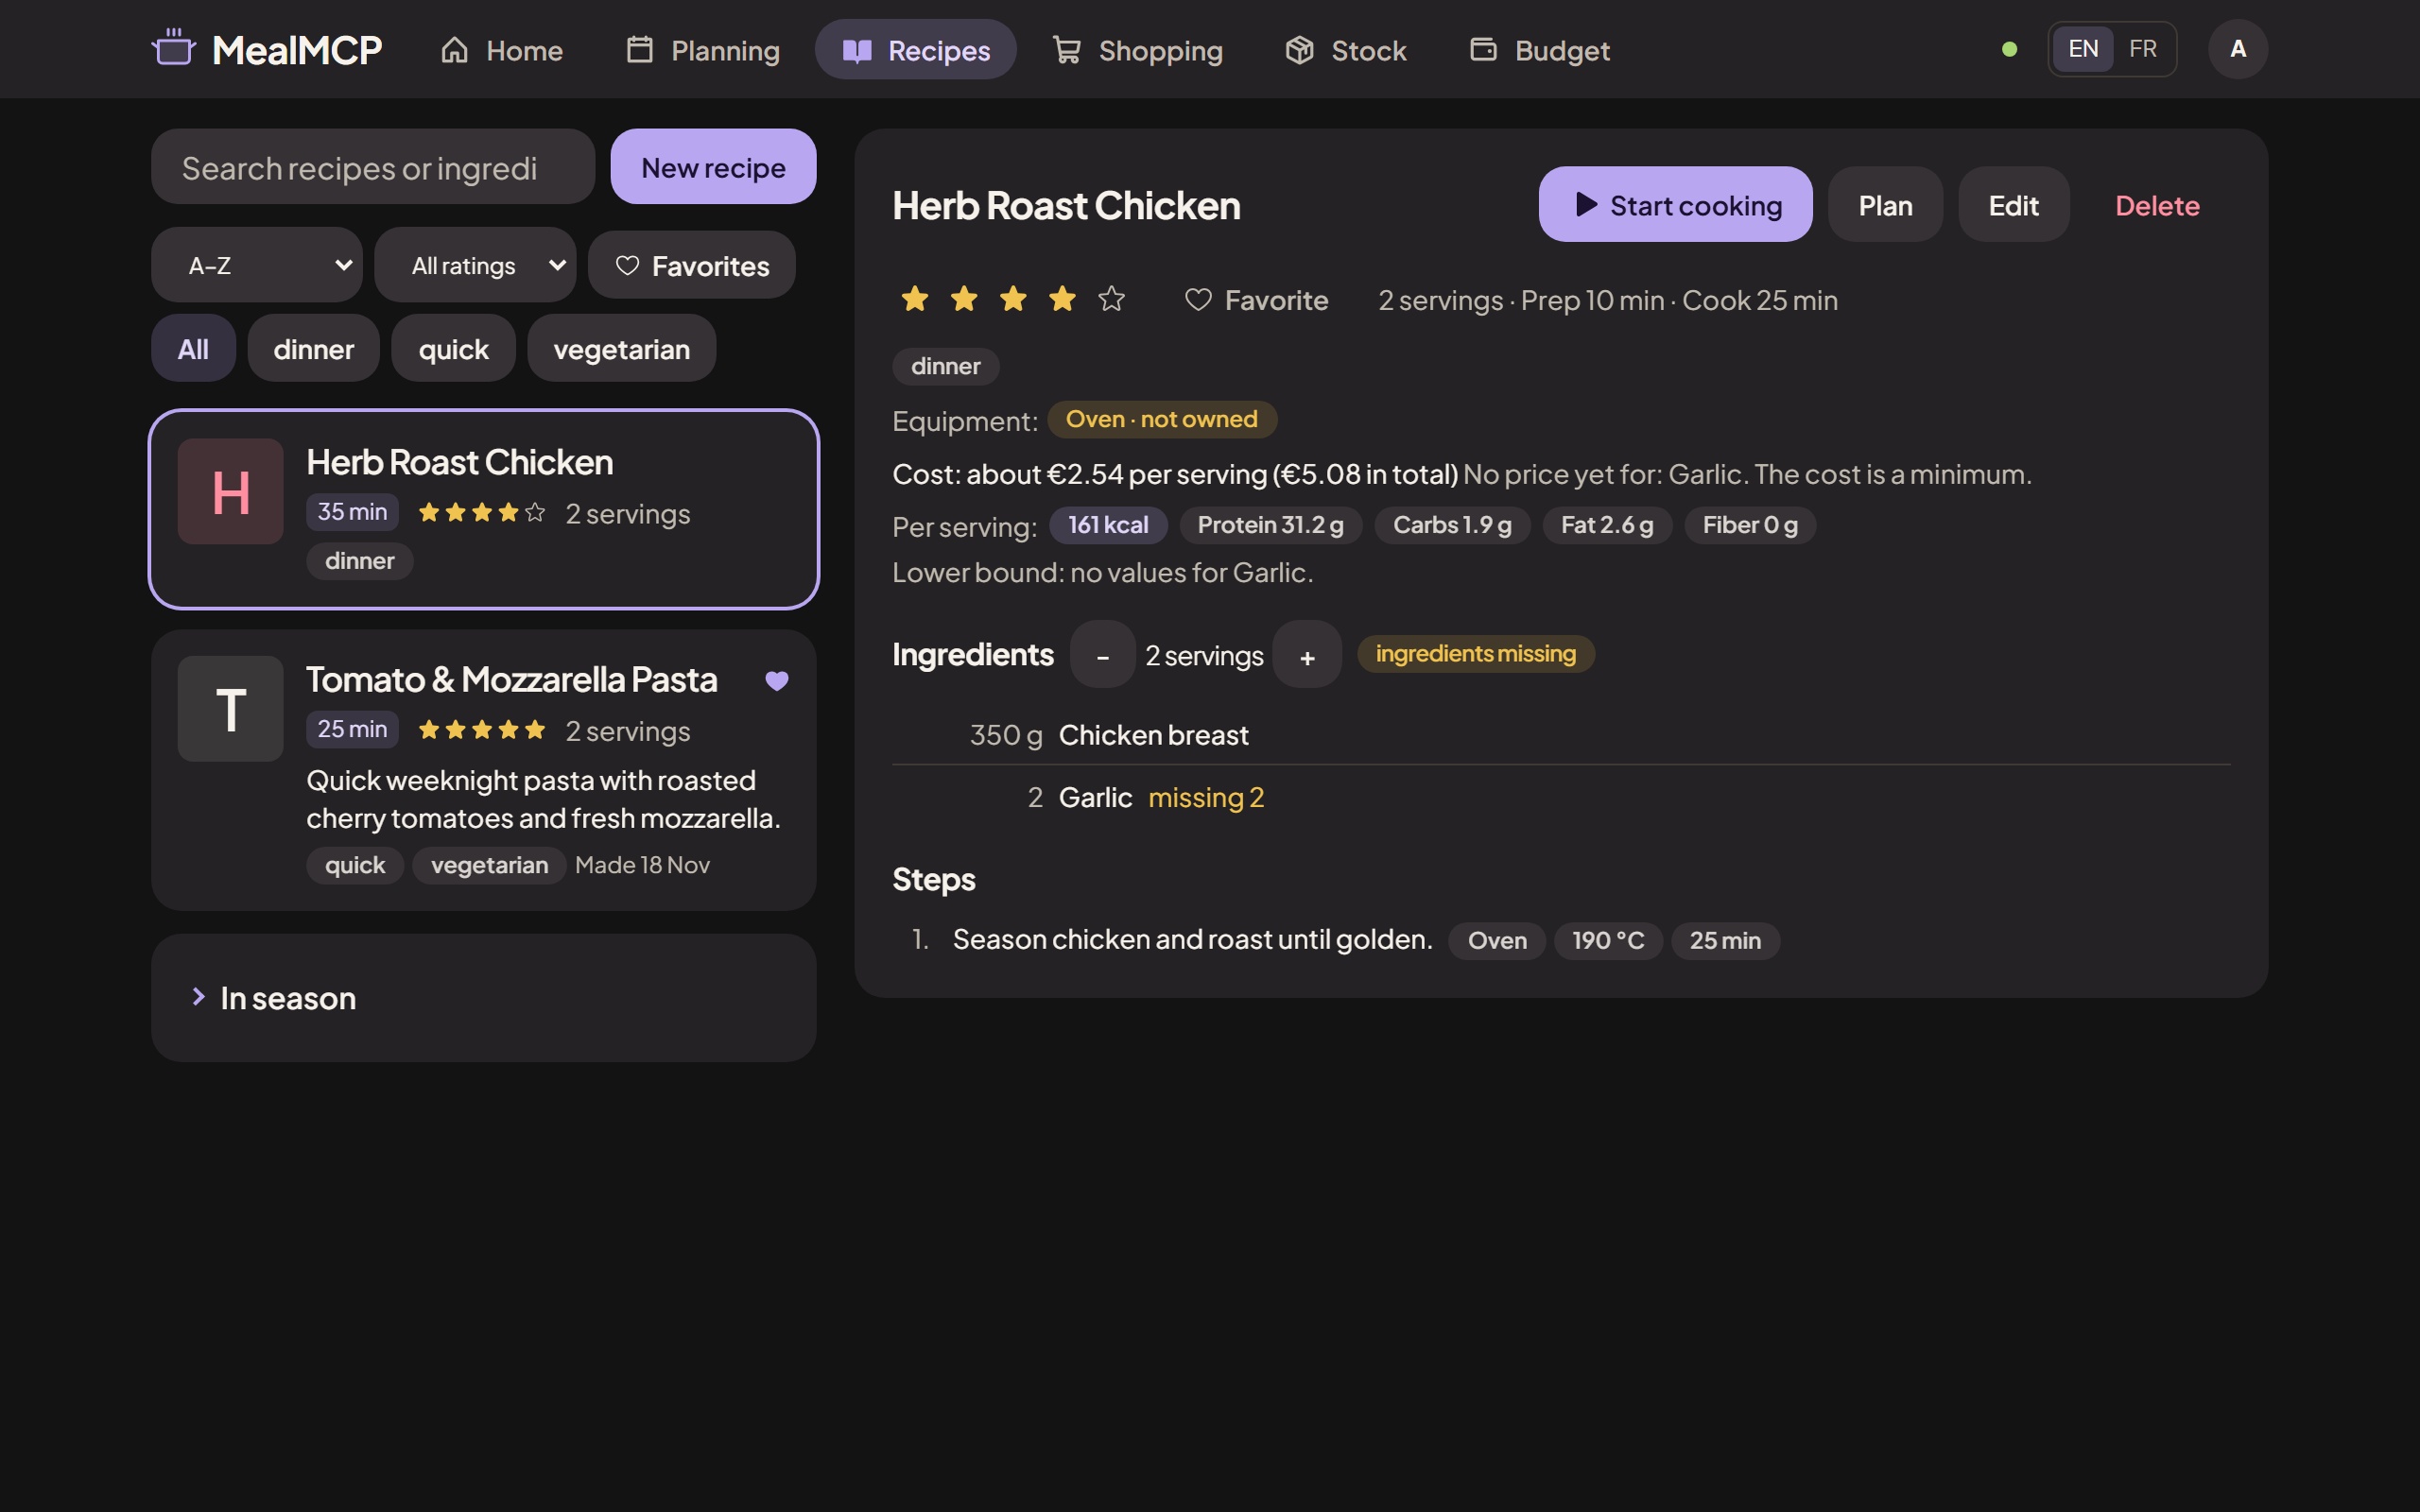 MealMCP Home Planning Recipes Shopping Stock Budget EN FR A
Search recipes or ingredi New recipe
A–Z All ratings Favorites
All dinner quick vegetarian
H
Herb Roast Chicken
35 min 2 servings
dinner
T
Tomato & Mozzarella Pasta
25 min 2 servings
Quick weeknight pasta with roasted
cherry tomatoes and fresh mozzarella.
quick vegetarian Made 18 Nov
In season
Herb Roast Chicken Start cooking Plan Edit Delete
Favorite 2 servings · Prep 10 min · Cook 25 min
dinner
Equipment: Oven · not owned
Cost: about €2.54 per serving (€5.08 in total) No price yet for: Garlic. The cost is a minimum.
Per serving: 161 kcal Protein 31.2 g Carbs 1.9 g Fat 2.6 g Fiber 0 g
Lower bound: no values for Garlic.
Ingredients - 2 servings + ingredients missing
350 g Chicken breast
2 Garlic missing 2
Steps
1. Season chicken and roast until golden. Oven 190 °C 25 min